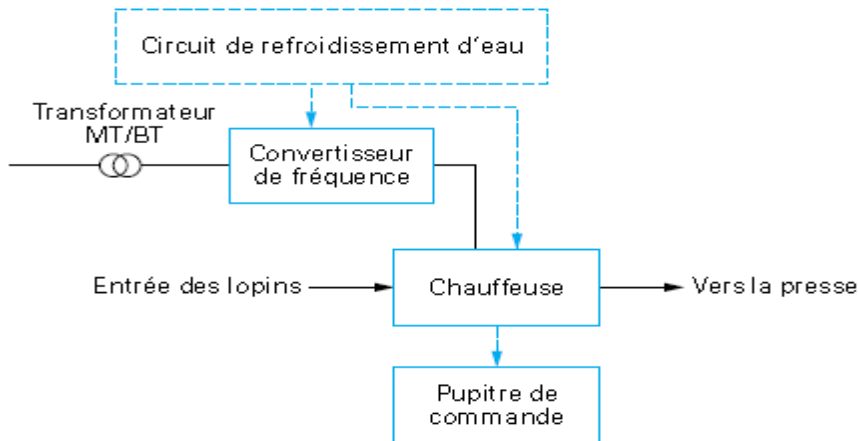 Circuit de refroidissement d'eau
Transformateur
MT/BT
Convertisseur
de fréquence
Entrée des lopins
Chauffeuse
Vers la presse
Pupitre de
commande